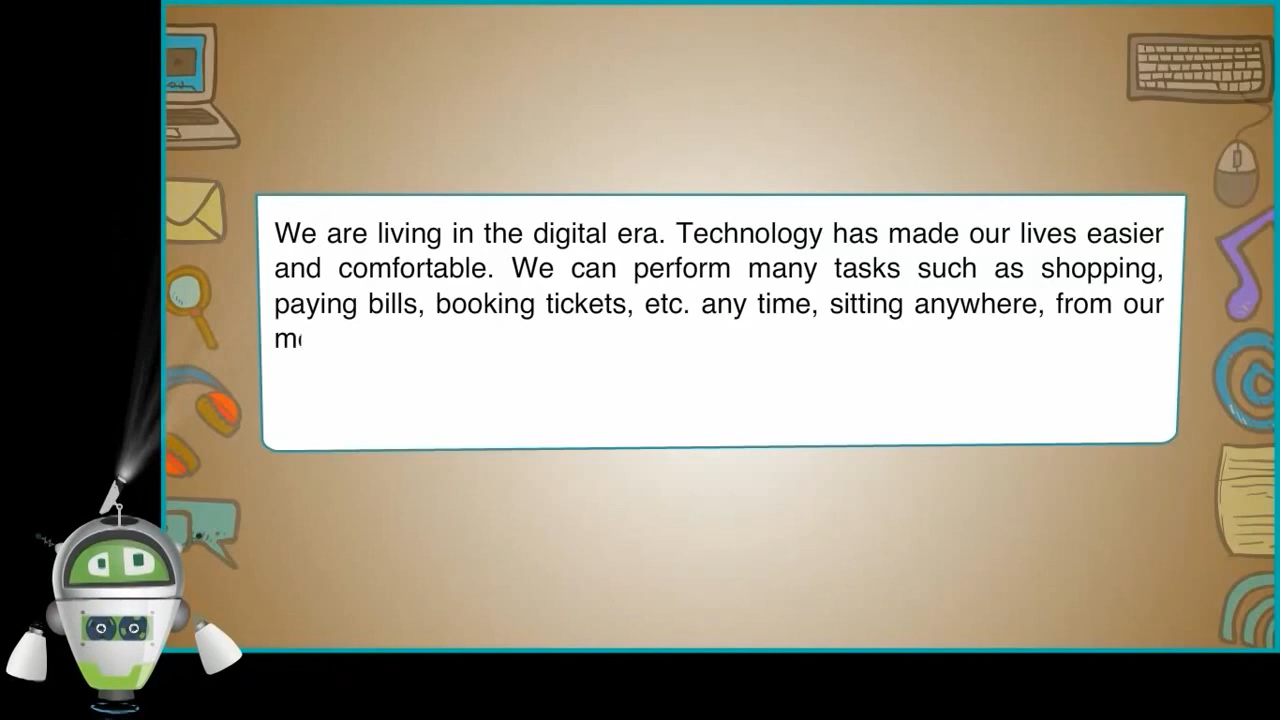 We are living in the digital era. Technology has made our lives easier
and comfortable. We can perform many tasks such as shopping,
paying bills, booking tickets, etc. any time, sitting anywhere, from our